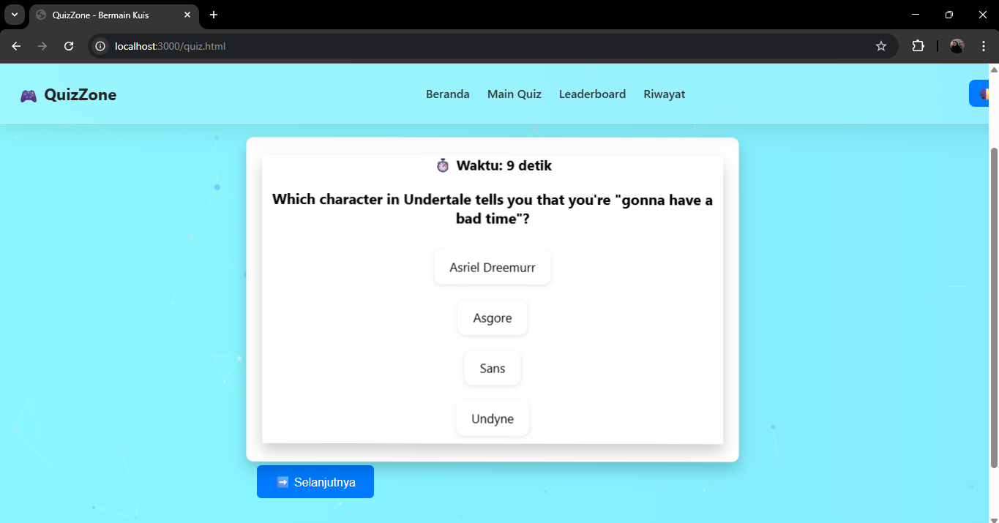 QuizZone - Bermain Kuis
localhost:3000/quiz.html
QuizZone
Beranda
Main Quiz
Leaderboard
Riwayat
Waktu: 9 detik
Which character in Undertale tells you that you're "gonna have a
bad time"?
Asriel Dreemurr
Asgore
Sans
Undyne
Selanjutnya